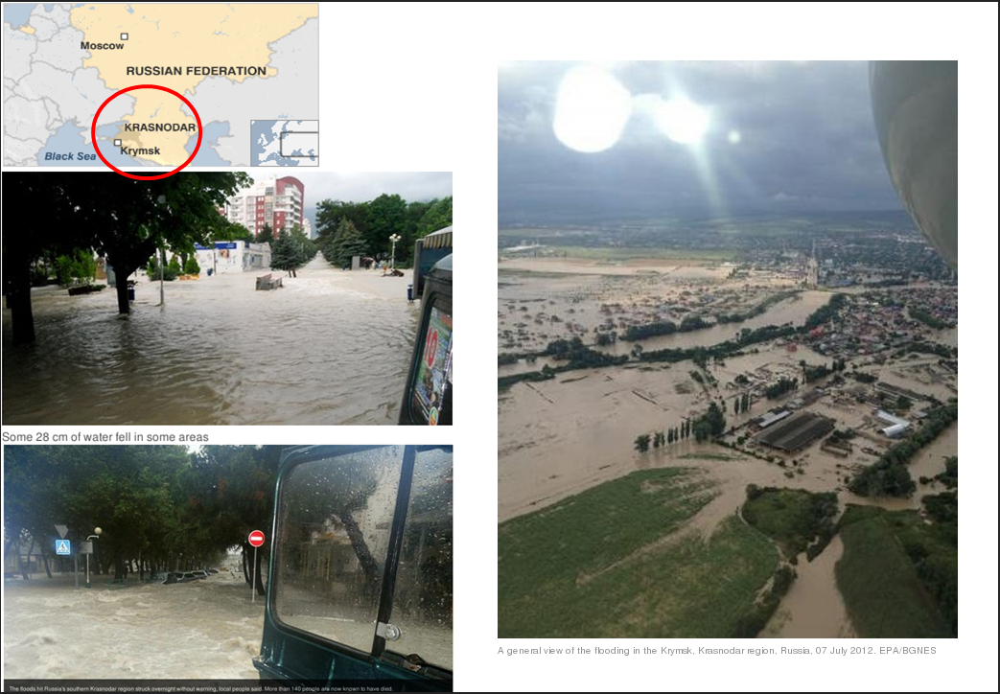 Moscow
RUSSIAN FEDERATION
KRASNODAR
Krymsk
Black Sea
Some 28 cm of water fell in some areas
The floods hit Russia's southern Krasnodar region struck overnight without warning, local people said. More than 140 people are now known to have died.
A general view of the flooding in the Krymsk, Krasnodar region, Russia, 07 July 2012. EPA/BGNES